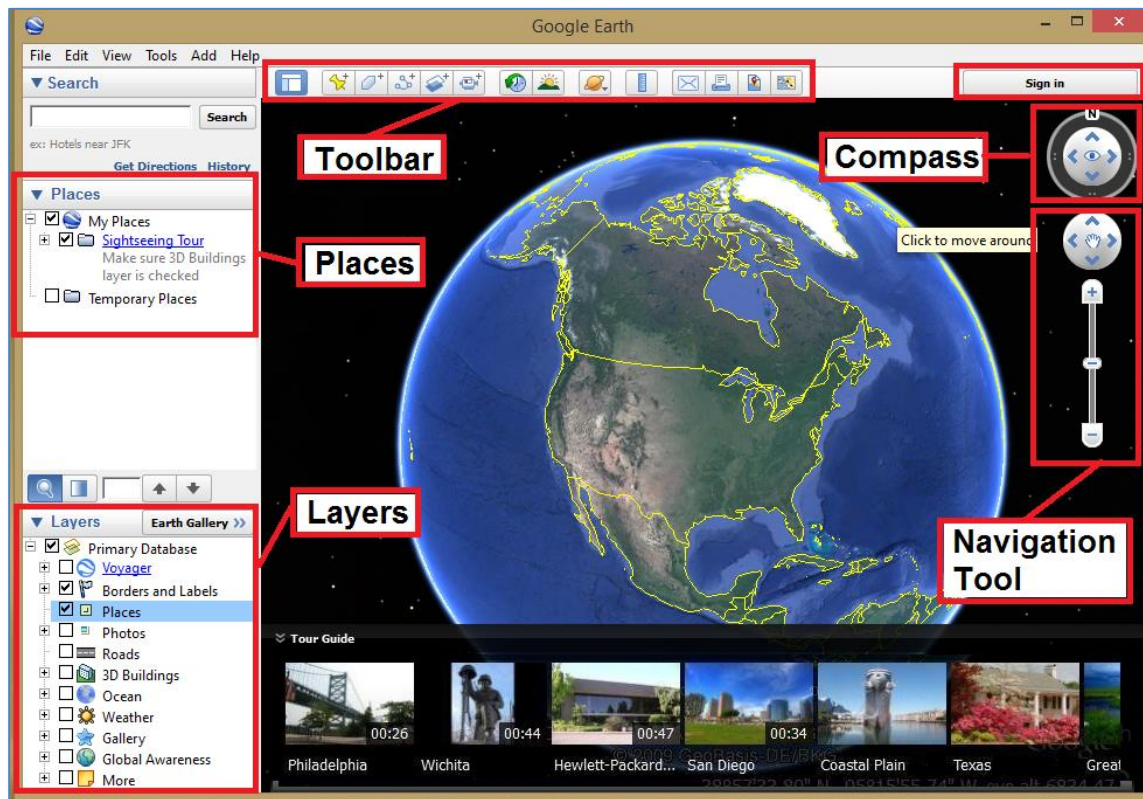 Google Earth
File Edit View Tools Add Help
Search
Search
ex: Hotels near JFK
Get Directions History
Places
My Places
Sightseeing Tour
Make sure 3D Buildings
layer is checked
Temporary Places
Layers
Earth Gallery >>
Primary Database
Voyager
Borders and Labels
Places
Photos
Roads
3D Buildings
Ocean
Weather
Gallery
Global Awareness
More
Sign in
Toolbar
Compass
N
Places
Click to move around
Layers
Navigation
Tool
Tour Guide
00:26
00:44
00:47
00:34
Philadelphia
Wichita
Hewlett-Packard...
San Diego
Coastal Plain
Texas
Great
© 2009 GeoBasis-DE/BKG